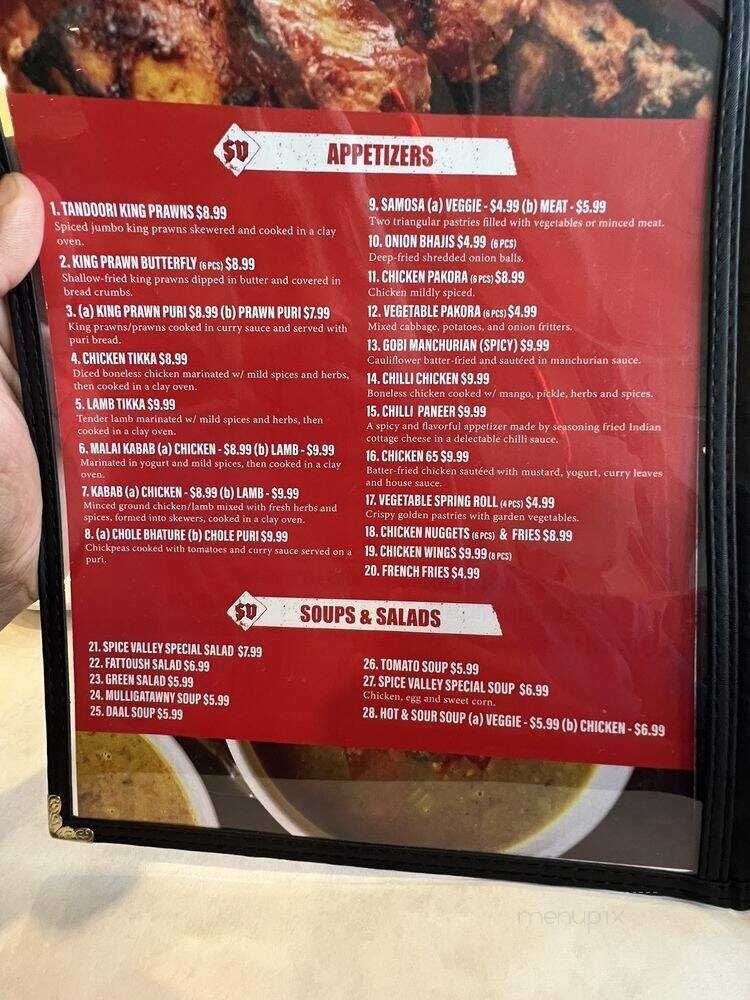 SV
APPETIZERS
1. TANDOORI KING PRAWNS $8.99
Spiced jumbo king prawns skewered and cooked in a clay
oven.
2. KING PRAWN BUTTERFLY (6 PCS) $8.99
Shallow-fried king prawns dipped in butter and covered in
bread crumbs.
3. (a) KING PRAWN PURI $8.99 (b) PRAWN PURI $7.99
King prawns/prawns cooked in curry sauce and served with
puri bread.
4. CHICKEN TIKKA $8.99
Diced boneless chicken marinated w/ mild spices and herbs,
then cooked in a clay oven.
5. LAMB TIKKA $9.99
Tender lamb marinated w/ mild spices and herbs, then
cooked in a clay oven.
6. MALAI KABAB (a) CHICKEN - $8.99 (b) LAMB - $9.99
Marinated in yogurt and mild spices, then cooked in a clay
oven.
7. KABAB (a) CHICKEN - $8.99 (b) LAMB - $9.99
Minced ground chicken/lamb mixed with fresh herbs and
spices, formed into skewers, cooked in a clay oven.
8. (a) CHOLE BHATURE (b) CHOLE PURI $9.99
Chickpeas cooked with tomatoes and curry sauce served on a
puri.
9. SAMOSA (a) VEGGIE - $4.99 (b) MEAT - $5.99
Two triangular pastries filled with vegetables or minced meat.
10. ONION BHAJIS $4.99 (6 PCS)
Deep-fried shredded onion balls.
11. CHICKEN PAKORA (6 PCS) $8.99
Chicken mildly spiced.
12. VEGETABLE PAKORA (6 PCS) $4.99
Mixed cabbage, potatoes, and onion fritters.
13. GOBI MANCHURIAN (SPICY) $9.99
Cauliflower batter-fried and sautéed in manchurian sauce.
14. CHILLI CHICKEN $9.99
Boneless chicken cooked w/ mango, pickle, herbs and spices.
15. CHILLI PANEER $9.99
A spicy and flavorful appetizer made by seasoning fried Indian
cottage cheese in a delectable chilli sauce.
16. CHICKEN 65 $9.99
Batter-fried chicken sautéed with mustard, yogurt, curry leaves
and house sauce.
17. VEGETABLE SPRING ROLL (4 PCS) $4.99
Crispy golden pastries with garden vegetables.
18. CHICKEN NUGGETS (6 PCS) & FRIES $8.99
19. CHICKEN WINGS $9.99 (8 PCS)
20. FRENCH FRIES $4.99
SV
SOUPS & SALADS
21. SPICE VALLEY SPECIAL SALAD $7.99
22. FATTOUSH SALAD $6.99
23. GREEN SALAD $5.99
24. MULLIGATAWNY SOUP $5.99
25. DAAL SOUP $5.99
26. TOMATO SOUP $5.99
27. SPICE VALLEY SPECIAL SOUP $6.99
Chicken, egg and sweet corn.
28. HOT & SOUR SOUP (a) VEGGIE - $5.99 (b) CHICKEN - $6.99
menupix